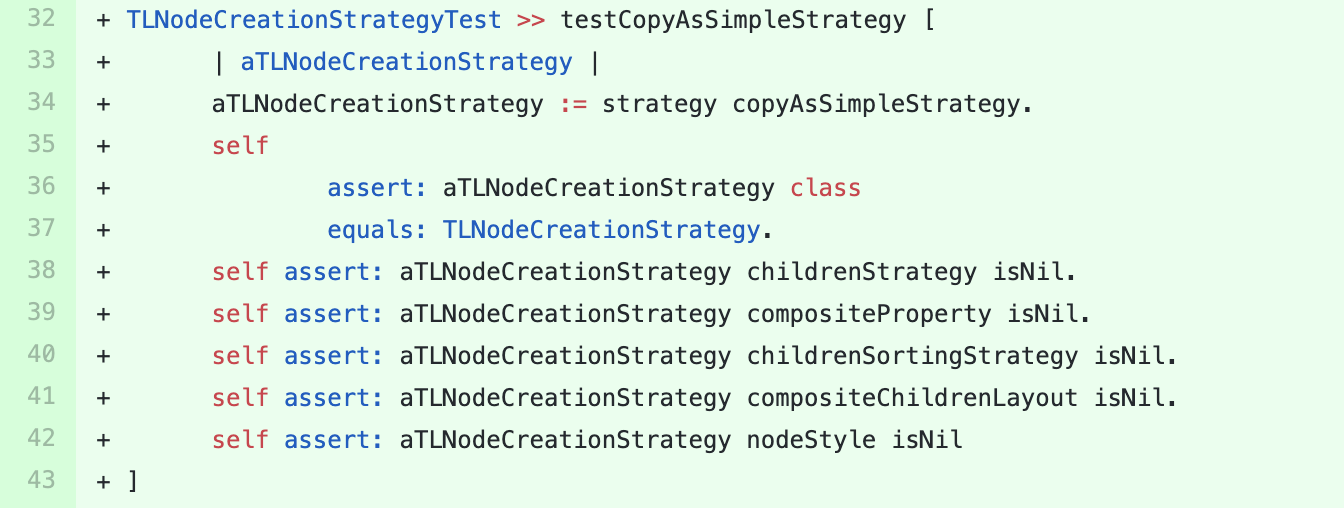 32 + TLNodeCreationStrategyTest >> testCopyAsSimpleStrategy [
33 + | aTLNodeCreationStrategy |
34 + aTLNodeCreationStrategy := strategy copyAsSimpleStrategy.
35 + self
36 + assert: aTLNodeCreationStrategy class
37 + equals: TLNodeCreationStrategy.
38 + self assert: aTLNodeCreationStrategy childrenStrategy isNil.
39 + self assert: aTLNodeCreationStrategy compositeProperty isNil.
40 + self assert: aTLNodeCreationStrategy childrenSortingStrategy isNil.
41 + self assert: aTLNodeCreationStrategy compositeChildrenLayout isNil.
42 + self assert: aTLNodeCreationStrategy nodeStyle isNil
43 + ]